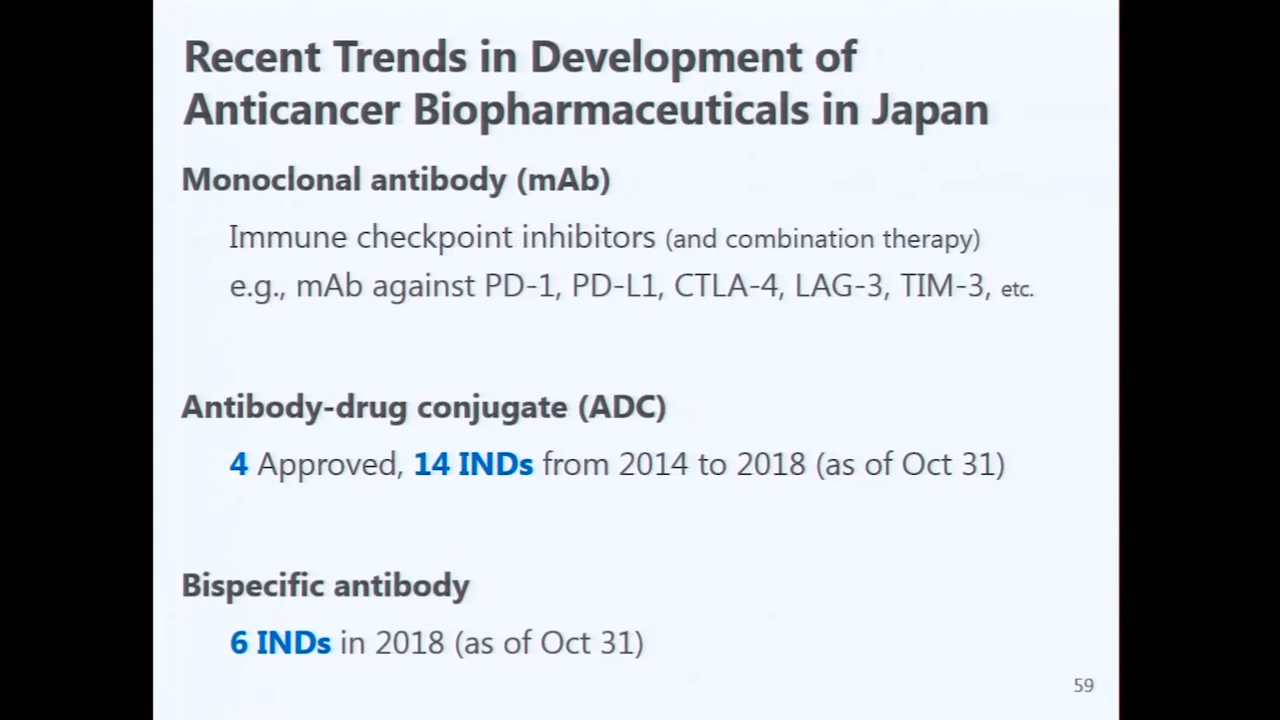 Recent Trends in Development of
Anticancer Biopharmaceuticals in Japan
Monoclonal antibody (mAb)
Immune checkpoint inhibitors (and combination therapy)
e.g., mAb against PD-1, PD-L1, CTLA-4, LAG-3, TIM-3, etc.
Antibody-drug conjugate (ADC)
4 Approved, 14 INDs from 2014 to 2018 (as of Oct 31)
Bispecific antibody
6 INDs in 2018 (as of Oct 31)
59